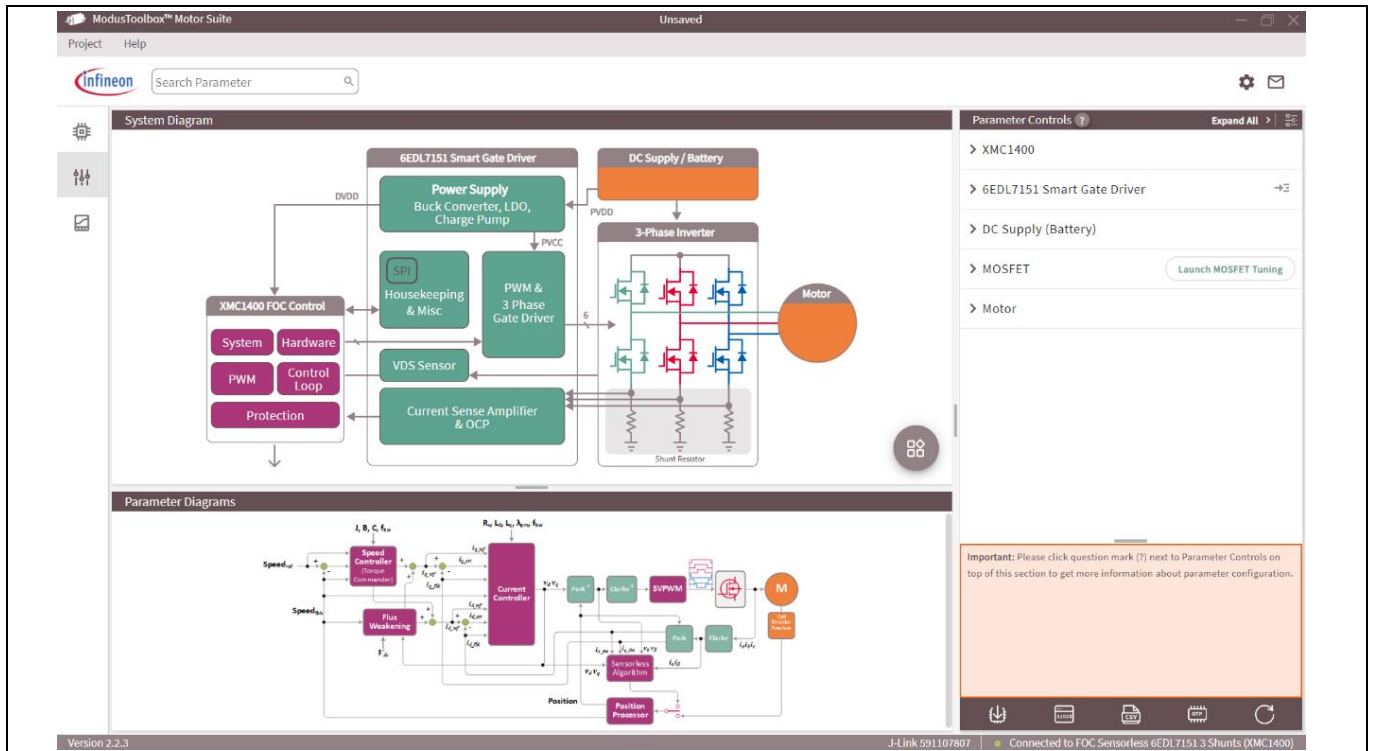 ModusToolbox™ Motor Suite
Unsaved
Project Help
infineon
Search Parameter
System Diagram
6EDL7151 Smart Gate Driver
DC Supply / Battery
DVDD
Power Supply
Buck Converter, LDO,
Charge Pump
PVDD
PVCC
3-Phase Inverter
SPI
Housekeeping
& Misc
PWM &
3 Phase
Gate Driver
6
Motor
XMC1400 FOC Control
System
Hardware
PWM
Control
Loop
Protection
VDS Sensor
Current Sense Amplifier
& OCP
Shunt Resistor
Parameter Controls ?
Expand All >
XMC1400
6EDL7151 Smart Gate Driver
DC Supply (Battery)
MOSFET
Launch MOSFET Tuning
Motor
Parameter Diagrams
Speed
Controller
(Torque
Commander)
Flux
Weakening
Current
Controller
Park
Clarke
SVPWM
M
Park
Clarke
Sensorless
Algorithm
Position
Position
Processor
Important: Please click question mark (?) next to Parameter Controls on
top of this section to get more information about parameter configuration.
CSV
OTP
Version 2.2.3
J-Link 591107807
Connected to FOC Sensorless 6EDL7151 3 Shunts (XMC1400)